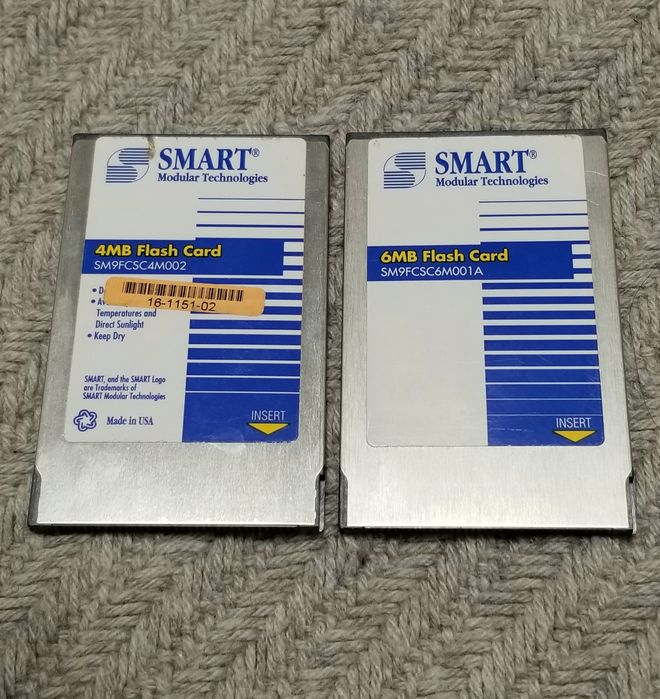 SMART®
Modular Technologies
4MB Flash Card
SM9FCSC4M002
16-1151-02
Temperatures and
Direct Sunlight
• Keep Dry
SMART, and the SMART Logo
are Trademarks of
SMART Modular Technologies
Made in USA
INSERT
SMART®
Modular Technologies
6MB Flash Card
SM9FCSC6M001A
INSERT